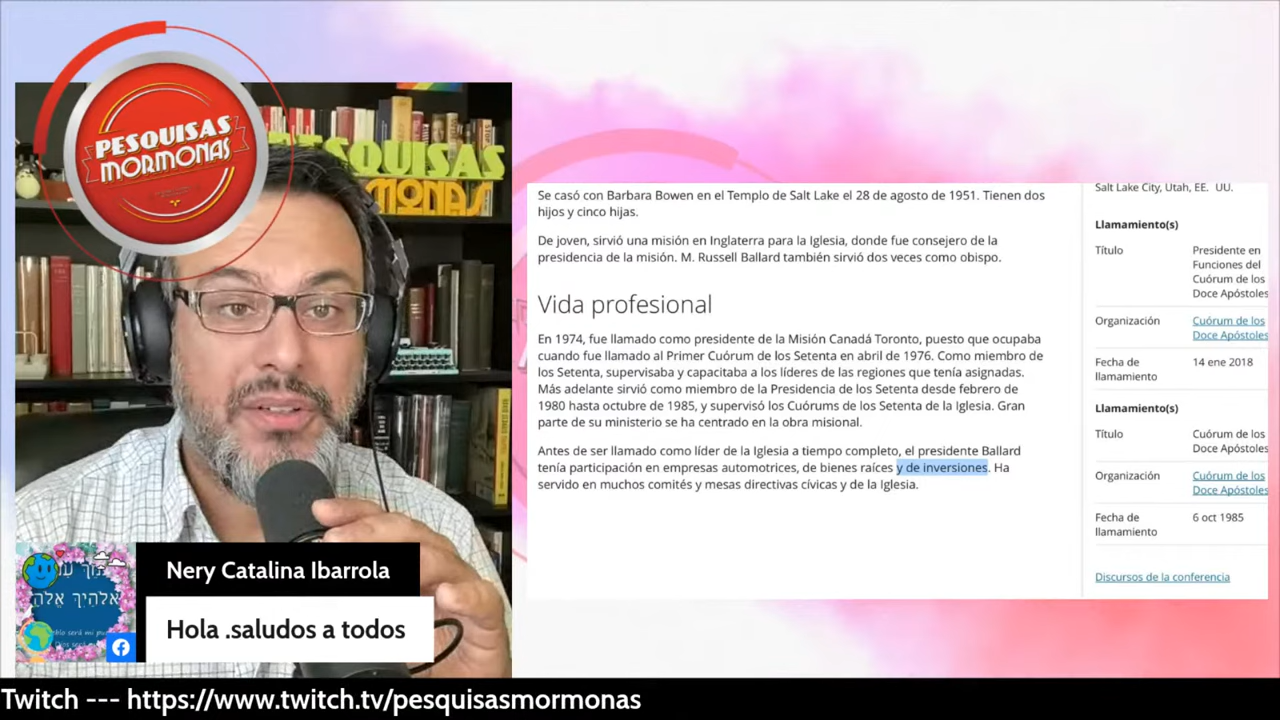 PESQUISAS
MORMONAS
PESQUISAS
MONAS
Nery Catalina Ibarrola
Hola .saludos a todos
Se casó con Barbara Bowen en el Templo de Salt Lake el 28 de agosto de 1951. Tienen dos
hijos y cinco hijas.
De joven, sirvió una misión en Inglaterra para la Iglesia, donde fue consejero de la
presidencia de la misión. M. Russell Ballard también sirvió dos veces como obispo.
Vida profesional
En 1974, fue llamado como presidente de la Misión Canadá Toronto, puesto que ocupaba
cuando fue llamado al Primer Cuórum de los Setenta en abril de 1976. Como miembro de
los Setenta, supervisaba y capacitaba a los líderes de las regiones que tenía asignadas.
Más adelante sirvió como miembro de la Presidencia de los Setenta desde febrero de
1980 hasta octubre de 1985, y supervisó los Cuórums de los Setenta de la Iglesia. Gran
parte de su ministerio se ha centrado en la obra misional.
Antes de ser llamado como líder de la Iglesia a tiempo completo, el presidente Ballard
tenía participación en empresas automotrices, de bienes raíces y de inversiones. Ha
servido en muchos comités y mesas directivas cívicas y de la Iglesia.
Salt Lake City, Utah, EE. UU.
Llamamiento(s)
Título
Presidente en
Funciones del
Cuórum de los
Doce Apóstoles
Organización
Cuórum de los
Doce Apóstoles
Fecha de
llamamiento
14 ene 2018
Llamamiento(s)
Título
Cuórum de los
Doce Apóstoles
Organización
Cuórum de los
Doce Apóstoles
Fecha de
llamamiento
6 oct 1985
Discursos de la conferencia
Twitch --- https://www.twitch.tv/pesquisasmormonas